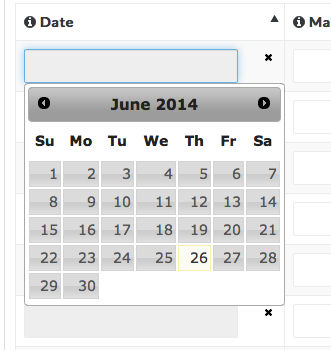 Date Ma
June 2014
Su Mo Tu We Th Fr Sa
1 2 3 4 5 6 7
8 9 10 11 12 13 14
15 16 17 18 19 20 21
22 23 24 25 26 27 28
29 30